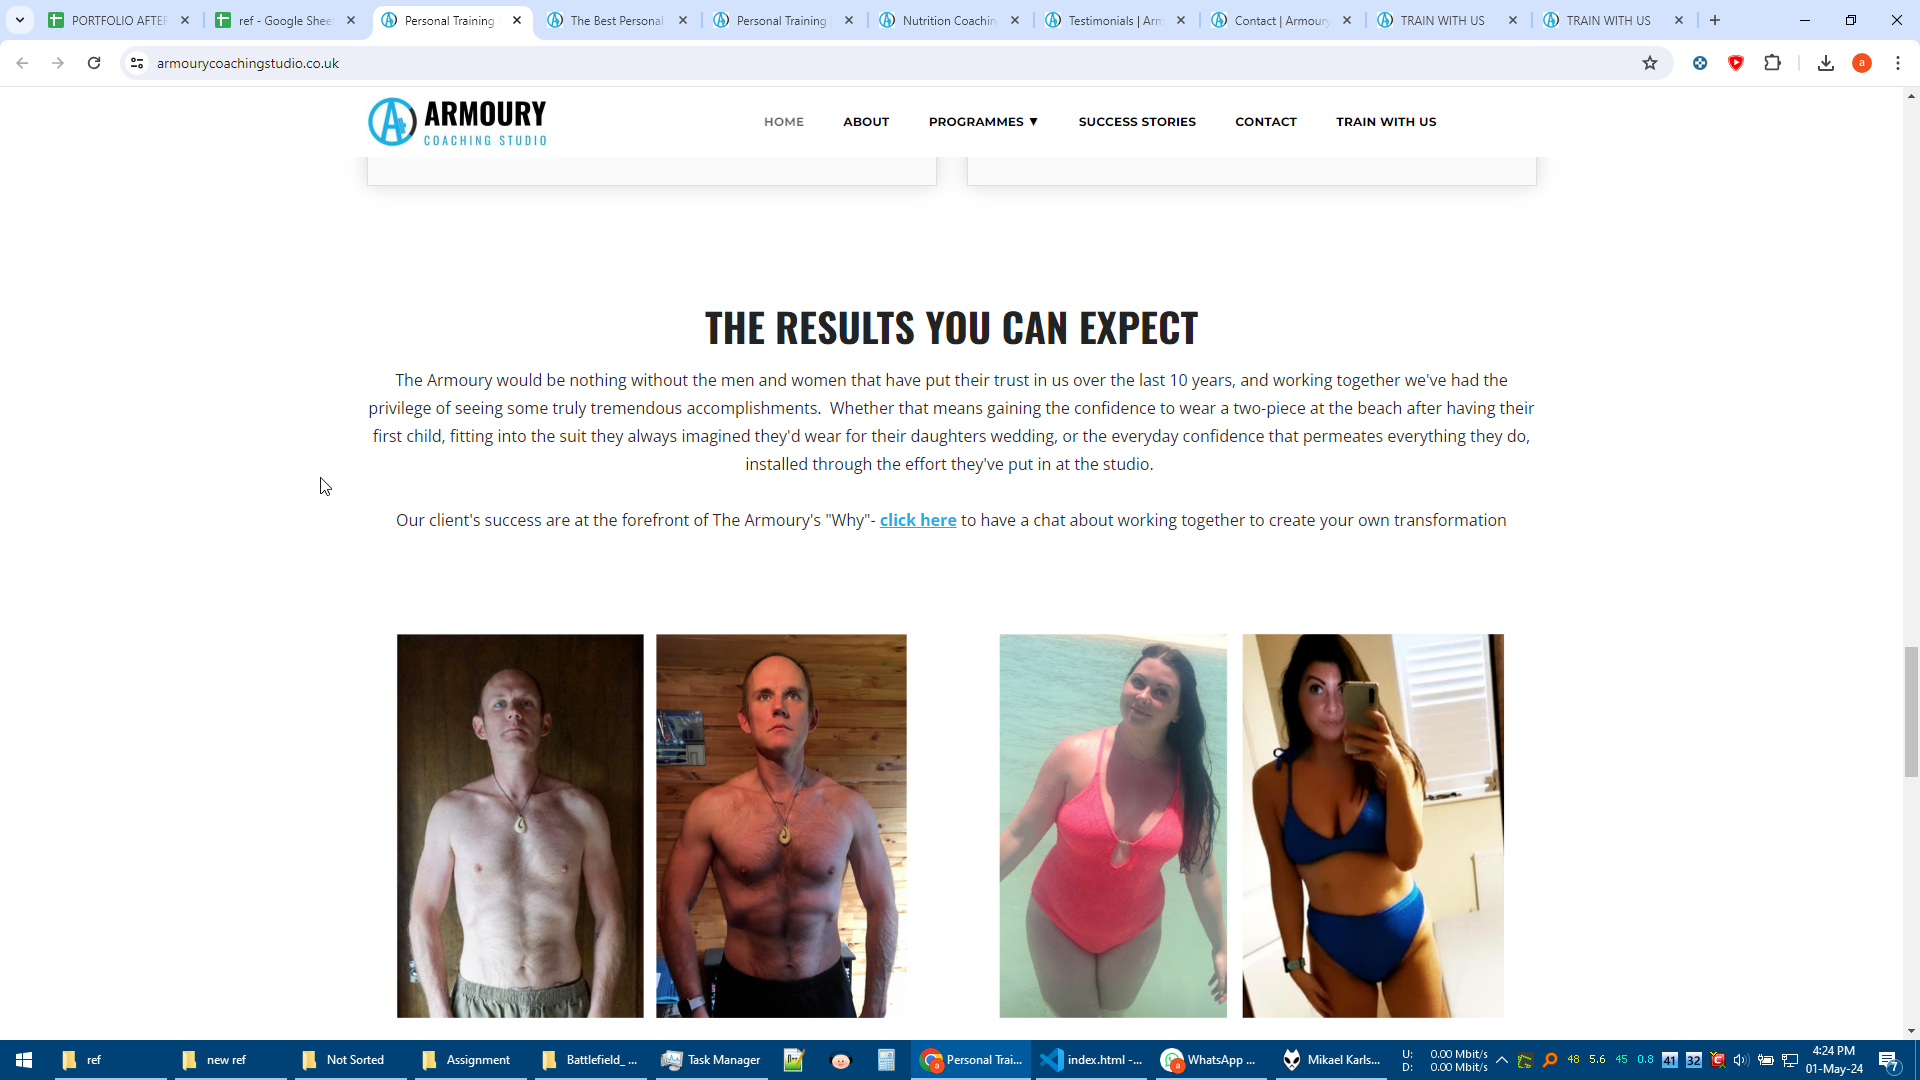 PORTFOLIO AFTER
ref - Google Shee
Personal Training
The Best Personal
Personal Training
Nutrition Coachin
Testimonials | Arm
Contact | Armoury
TRAIN WITH US
TRAIN WITH US
armourycoachingstudio.co.uk
a
ARMOURY
COACHING STUDIO
HOME
ABOUT
PROGRAMMES ▼
SUCCESS STORIES
CONTACT
TRAIN WITH US
THE RESULTS YOU CAN EXPECT
The Armoury would be nothing without the men and women that have put their trust in us over the last 10 years, and working together we've had the
privilege of seeing some truly tremendous accomplishments.  Whether that means gaining the confidence to wear a two-piece at the beach after having their
first child, fitting into the suit they always imagined they'd wear for their daughters wedding, or the everyday confidence that permeates everything they do,
installed through the effort they've put in at the studio.
Our client's success are at the forefront of The Armoury's "Why"- click here to have a chat about working together to create your own transformation
ref
new ref
Not Sorted
Assignment
Battlefield_ ...
Task Manager
Personal Trai...
index.html -...
WhatsApp ...
Mikael Karls...
U: 0.00 Mbit/s
D: 0.00 Mbit/s
48 5.6 45 0.8 41 32
4:24 PM
01-May-24
7